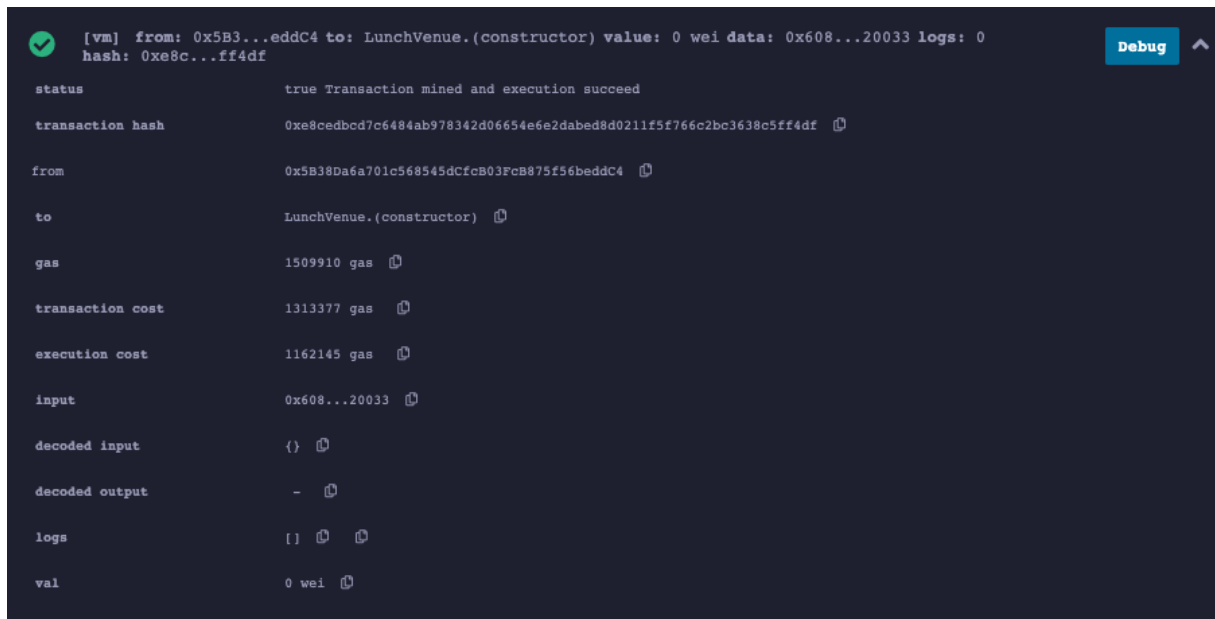 [vm] from: 0x5B3...eddC4 to: LunchVenue.(constructor) value: 0 wei data: 0x608...20033 logs: 0
hash: 0xe8c...ff4df
Debug
status true Transaction mined and execution succeed
transaction hash 0xe8cedbcd7c6484ab978342d06654e6e2dabed8d0211f5f766c2bc3638c5ff4df
from 0x5B38Da6a701c568545dCfcB03FcB875f56beddC4
to LunchVenue.(constructor)
gas 1509910 gas
transaction cost 1313377 gas
execution cost 1162145 gas
input 0x608...20033
decoded input {}
decoded output -
logs []
val 0 wei